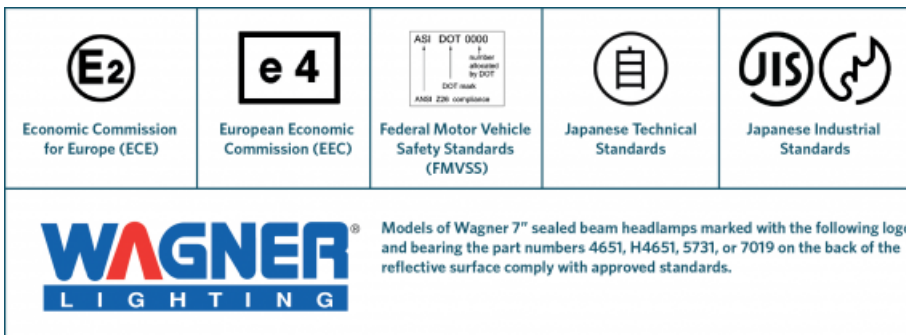 E2
e 4
ASI DOT 0000
number
allocated
by DOT
DOT mark
ANSI Z26 compliance
自
JIS
Economic Commission
for Europe (ECE)
European Economic
Commission (EEC)
Federal Motor Vehicle
Safety Standards
(FMVSS)
Japanese Technical
Standards
Japanese Industrial
Standards
WAGNER®
LIGHTING
Models of Wagner 7" sealed beam headlamps marked with the following logo
and bearing the part numbers 4651, H4651, 5731, or 7019 on the back of the
reflective surface comply with approved standards.